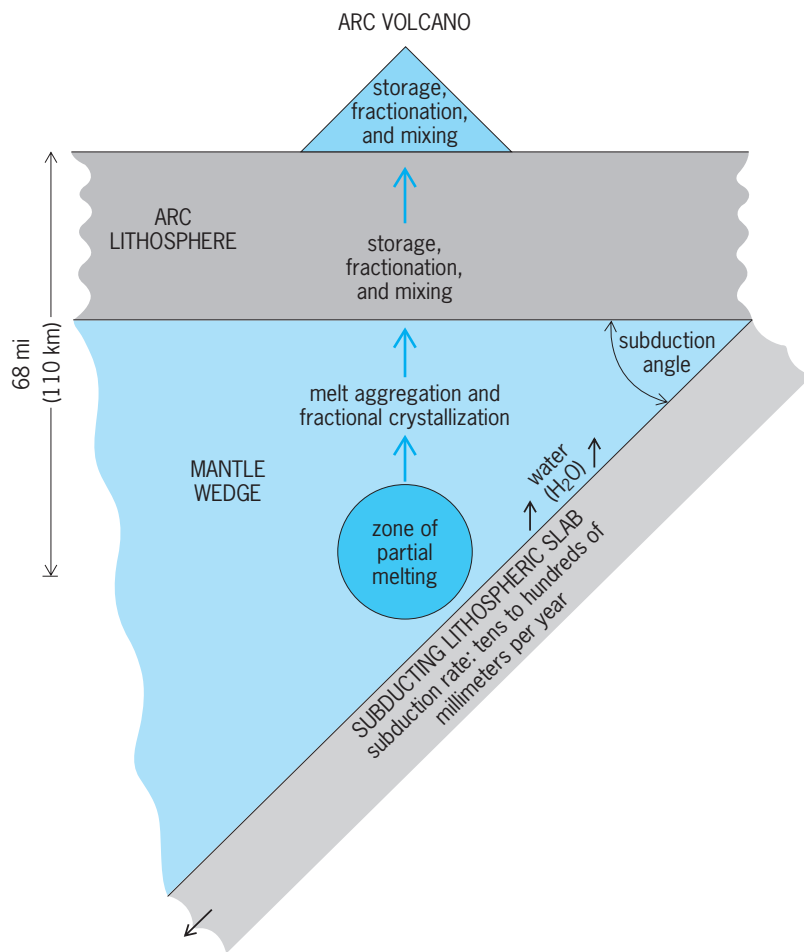 ARC VOLCANO
storage,
fractionation,
and mixing
ARC
LITHOSPHERE
storage,
fractionation,
and mixing
68 mi
(110 km)
subduction
angle
melt aggregation and
fractional crystallization
MANTLE
WEDGE
water
(H₂O)
zone of
partial
melting
SUBDUCTING LITHOSPHERIC SLAB
subduction rate: tens to hundreds of
millimeters per year